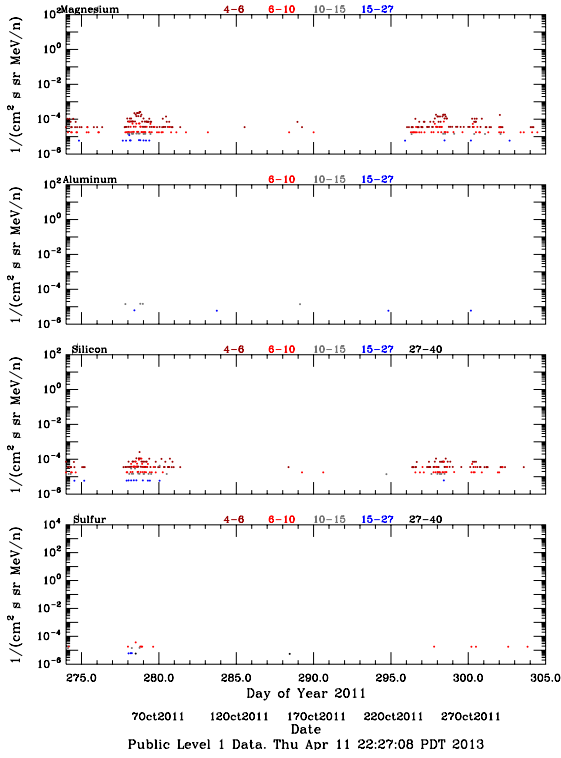 Magnesium 4-6 6-10 10-15 15-27
10² 10⁰ 10⁻² 10⁻⁴ 10⁻⁶
1/(cm² s sr MeV/n)
Aluminum 6-10 10-15 15-27
10² 10⁰ 10⁻² 10⁻⁴ 10⁻⁶
1/(cm² s sr MeV/n)
Silicon 4-6 6-10 10-15 15-27 27-40
10² 10⁰ 10⁻² 10⁻⁴ 10⁻⁶
1/(cm² s sr MeV/n)
Sulfur 4-6 6-10 10-15 15-27 27-40
10⁴ 10² 10⁰ 10⁻² 10⁻⁴ 10⁻⁶
1/(cm² s sr MeV/n)
275.0 280.0 285.0 290.0 295.0 300.0 305.0
Day of Year 2011
70ct2011 120ct2011 170ct2011 220ct2011 270ct2011
Date
Public Level 1 Data. Thu Apr 11 22:27:08 PDT 2013